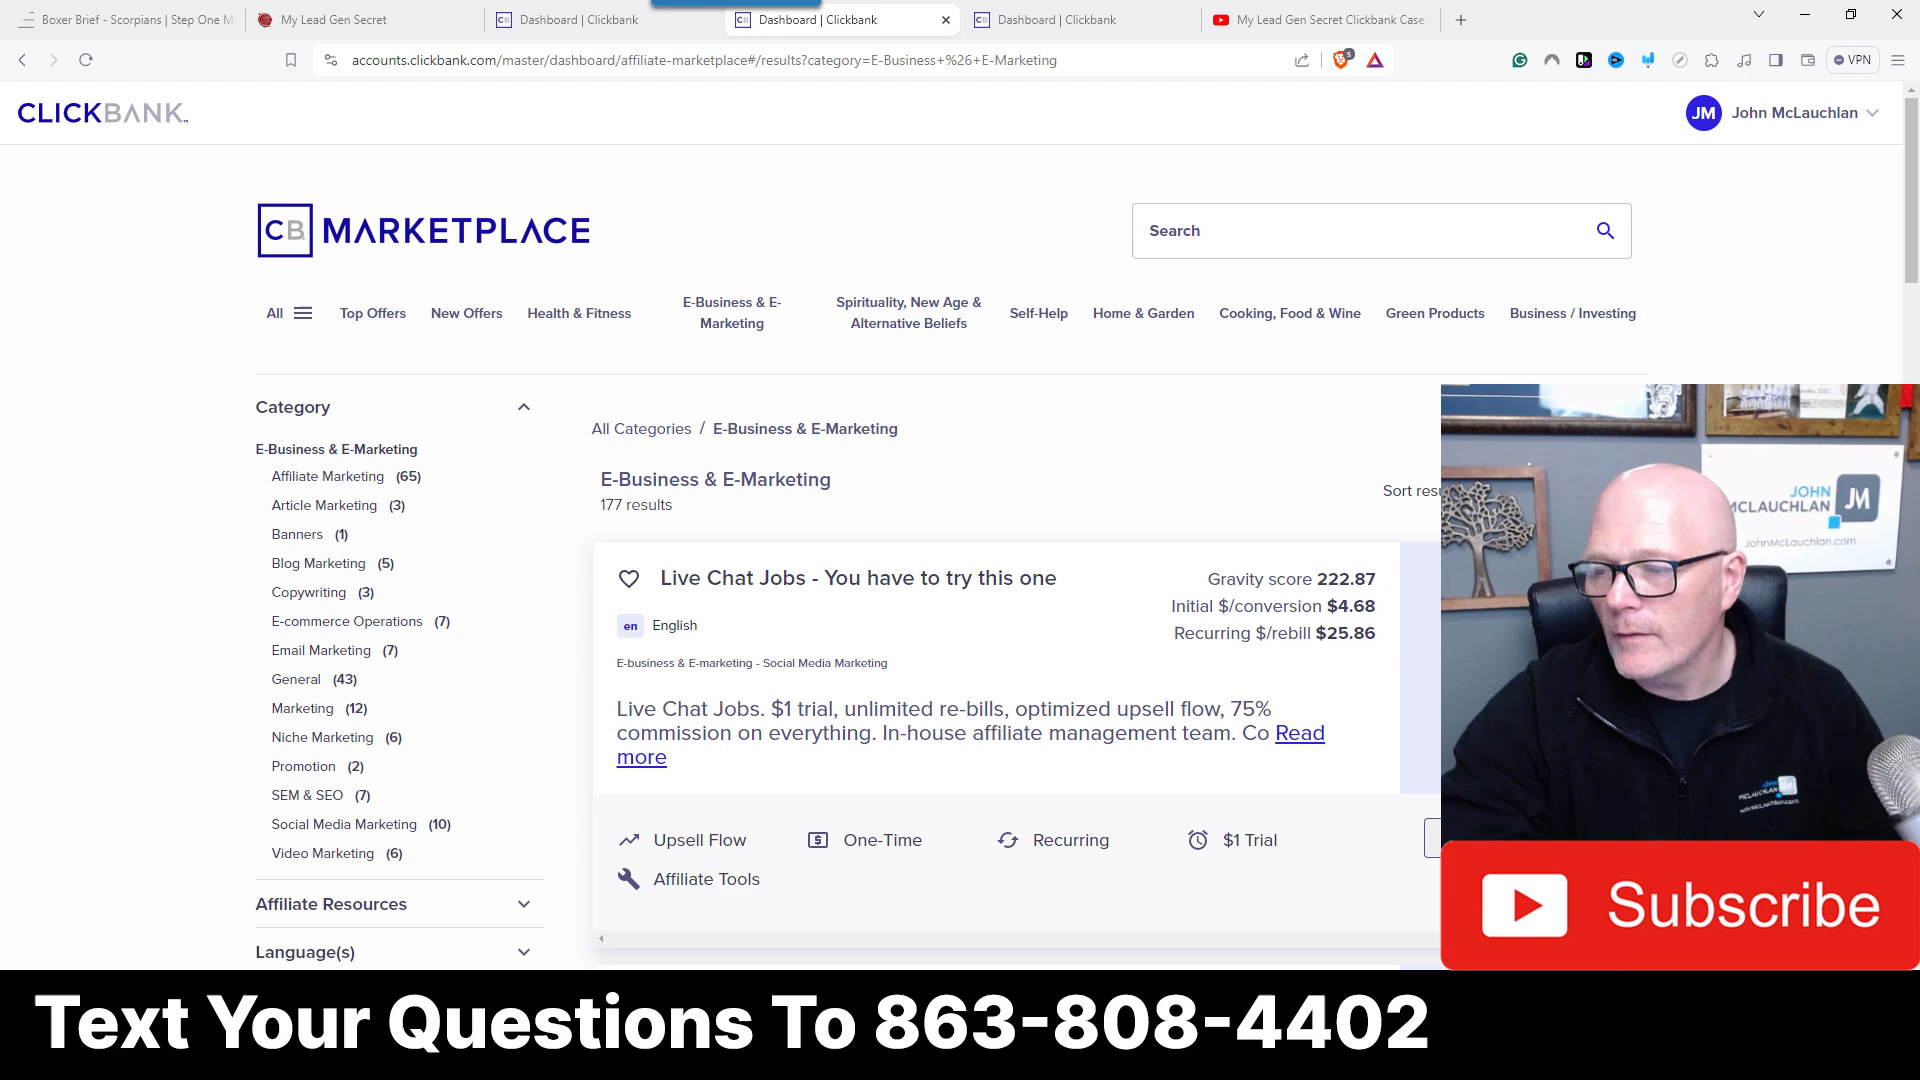 Boxer Brief - Scorpians | Step One M
My Lead Gen Secret
Dashboard | Clickbank
Dashboard | Clickbank
Dashboard | Clickbank
My Lead Gen Secret Clickbank Case
accounts.clickbank.com/master/dashboard/affiliate-marketplace#/results?category=E-Business+%26+E-Marketing
5
VPN
CLICKBANK
JM John McLauchlan
CB MARKETPLACE
Search
All
Top Offers
New Offers
Health & Fitness
E-Business & E-
Marketing
Spirituality, New Age &
Alternative Beliefs
Self-Help
Home & Garden
Cooking, Food & Wine
Green Products
Business / Investing
Category
E-Business & E-Marketing
Affiliate Marketing (65)
Article Marketing (3)
Banners (1)
Blog Marketing (5)
Copywriting (3)
E-commerce Operations (7)
Email Marketing (7)
General (43)
Marketing (12)
Niche Marketing (6)
Promotion (2)
SEM & SEO (7)
Social Media Marketing (10)
Video Marketing (6)
Affiliate Resources
Language(s)
All Categories / E-Business & E-Marketing
E-Business & E-Marketing
177 results
Sort resu
Live Chat Jobs - You have to try this one
en English
E-business & E-marketing - Social Media Marketing
Gravity score 222.87
Initial $/conversion $4.68
Recurring $/rebill $25.86
Live Chat Jobs. $1 trial, unlimited re-bills, optimized upsell flow, 75%
commission on everything. In-house affiliate management team. Co Read
more
Upsell Flow
One-Time
Recurring
$1 Trial
Affiliate Tools
JOHN
MCLAUCHLAN
JM
JohnMcLauchlan.com
Subscribe
Text Your Questions To 863-808-4402